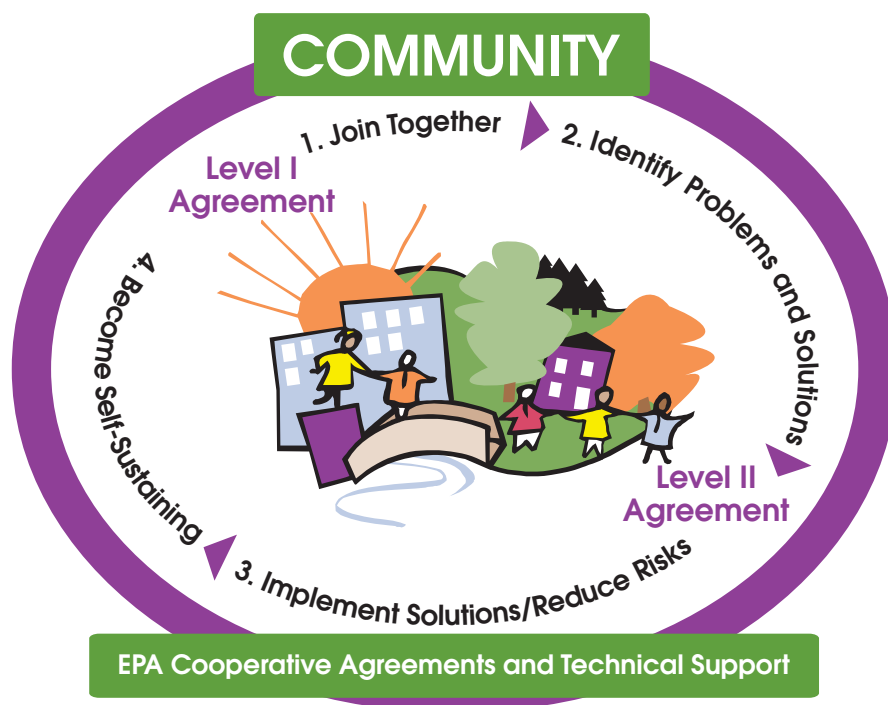 COMMUNITY
1. Join Together
2. Identify Problems and Solutions
Level I
Agreement
Level II
Agreement
3. Implement Solutions/Reduce Risks
4. Become Self-Sustaining
EPA Cooperative Agreements and Technical Support